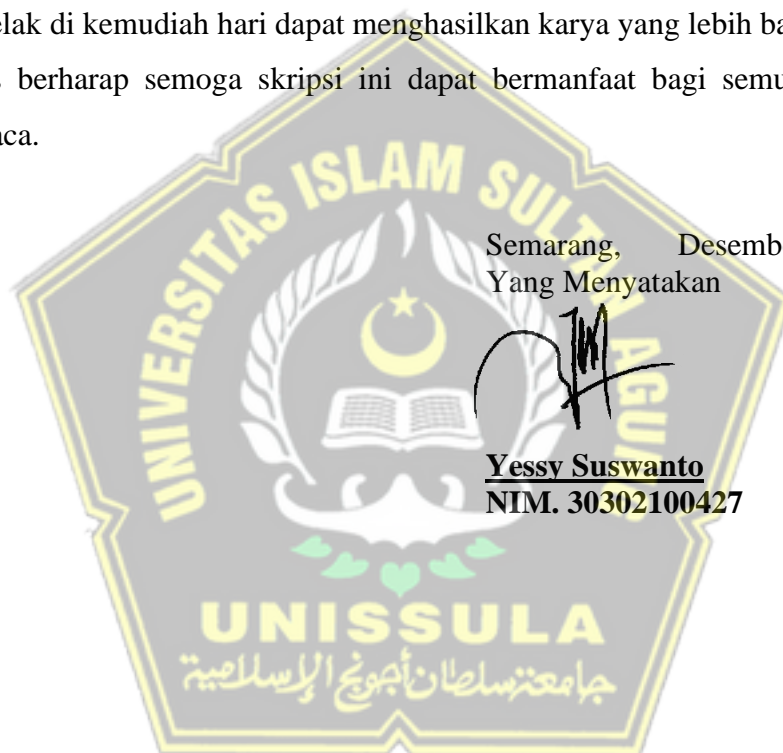 elak di kemudiah hari dapat menghasilkan karya yang lebih ba
berharap semoga skripsi ini dapat bermanfaat bagi semu
aca.
UNIVERSITAS ISLAM SULTAN AGUNG
Semarang, Desemb
Yang Menyatakan
Yessy Suswanto
NIM. 30302100427
UNISSULA
جامعة سلطان أجونج الإسلامية